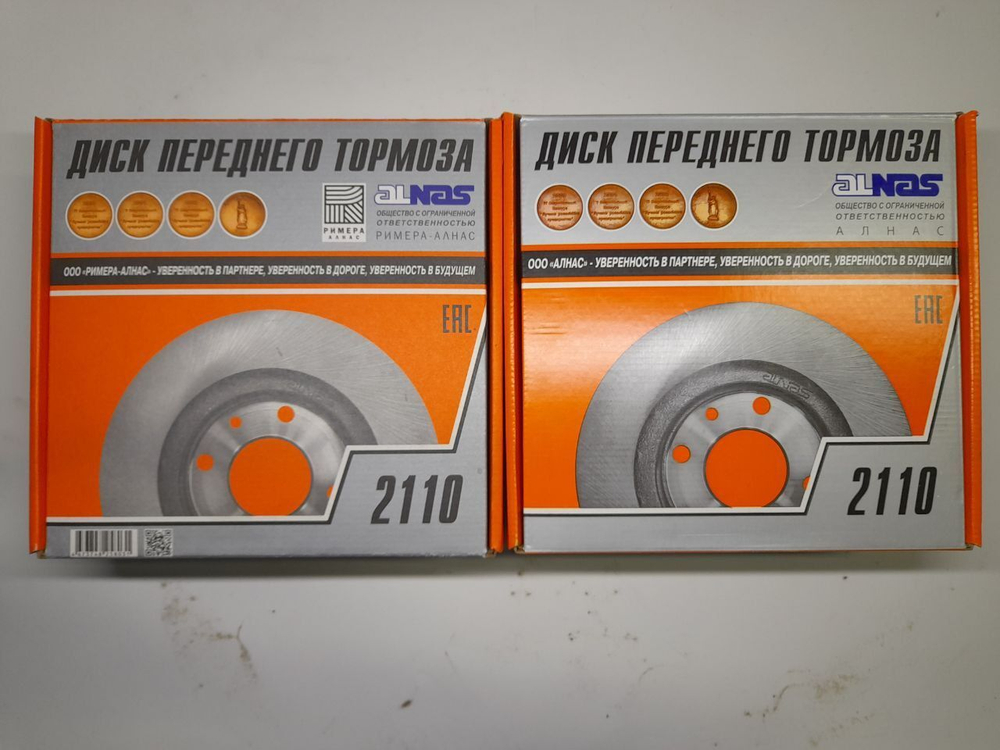 ДИСК ПЕРЕДНЕГО ТОРМОЗА
РИМЕРА
АЛНАС
ALNAS
ОБЩЕСТВО С ОГРАНИЧЕННОЙ
ОТВЕТСТВЕННОСТЬЮ
РИМЕРА-АЛНАС
ООО «РИМЕРА-АЛНАС» - УВЕРЕННОСТЬ В ПАРТНЕРЕ, УВЕРЕННОСТЬ В ДОРОГЕ, УВЕРЕННОСТЬ В БУДУЩЕМ
EAC
2110
ДИСК ПЕРЕДНЕГО ТОРМОЗА
ALNAS
ОБЩЕСТВО С ОГРАНИЧЕННОЙ
ОТВЕТСТВЕННОСТЬЮ
АЛНАС
ООО «АЛНАС» - УВЕРЕННОСТЬ В ПАРТНЕРЕ, УВЕРЕННОСТЬ В ДОРОГЕ, УВЕРЕННОСТЬ В БУДУЩЕМ
EAC
ALNAS
2110